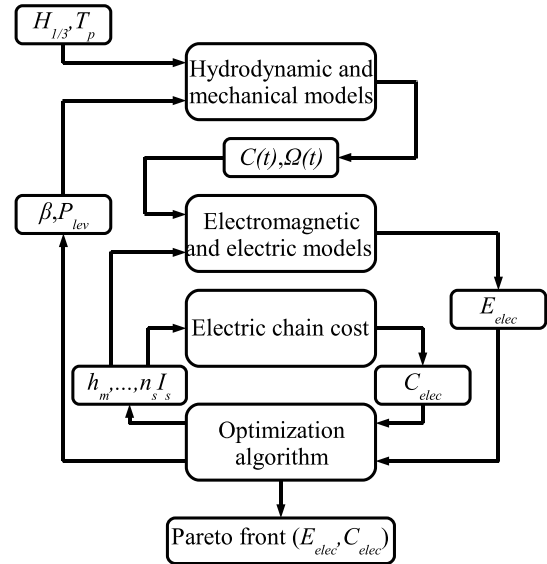 H1/3,Tp
Hydrodynamic and
mechanical models
C(t),Ω(t)
β,Plev
Electromagnetic
and electric models
Eelec
Electric chain cost
hm,...,nsIs
Celec
Optimization
algorithm
Pareto front (Eelec,Celec)